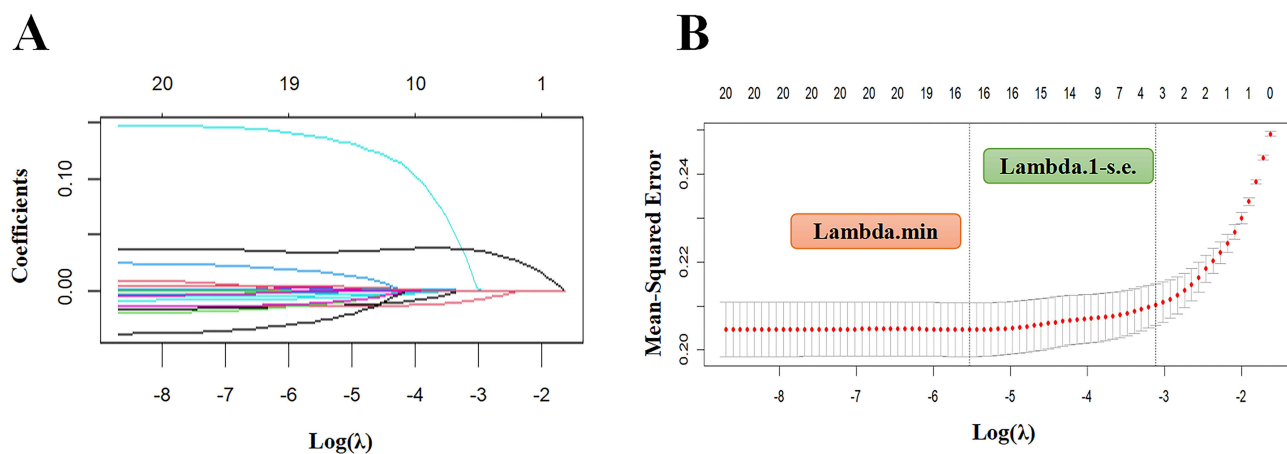 A
20 19 10 1
Coefficients
0.10
0.00
-8 -7 -6 -5 -4 -3 -2
Log(λ)
B
20 20 20 20 20 20 20 19 16 16 16 15 14 9 7 4 3 2 2 1 1 0
Mean-Squared Error
0.24
0.22
0.20
Lambda.1-s.e.
Lambda.min
-8 -7 -6 -5 -4 -3 -2
Log(λ)